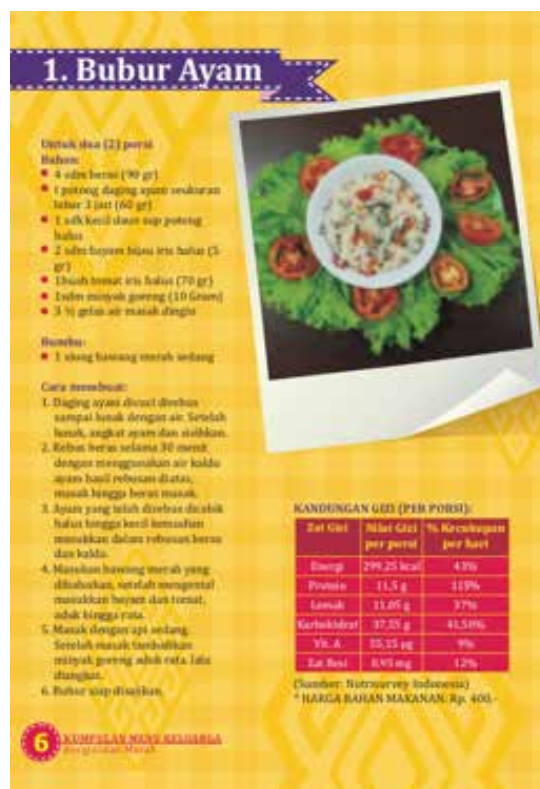 1. Bubur Ayam
Untuk dua (2) porsi
Bahan:
4 sdm beras (90 gr)
1 potong daging ayam seukuran
lebar 3 jari (60 gr)
1 sdk kecil daun sup potong
halus
2 sdm bayam hijau iris halus (5
gr)
1buah tomat iris halus (70 gr)
1sdm minyak goreng (10 Gram)
3 ½ gelas air masak dingin
Bumbu:
1 siung bawang merah sedang
Cara membuat:
1. Daging ayam dicuci direbus
sampai lunak dengan air. Setelah
lunak, angkat ayam dan sisihkan.
2. Rebus beras selama 30 menit
dengan menggunakan air kaldu
ayam hasil rebusan diatas,
masak hingga beras masak.
3. Ayam yang telah direbus dicabik
halus hingga kecil kemudian
masukkan dalam rebusan beras
dan kaldu.
4. Masukan bawang merah yang
dihaluskan, setelah mengental
masukkan bayam dan tomat,
aduk hingga rata.
5. Masak dengan api sedang.
Setelah masak tambahkan
minyak goreng aduk rata, lalu
diangkat.
6. Bubur siap disajikan.
KANDUNGAN GIZI (PER PORSI):
Zat Gizi Nilai Gizi % Kecukupan
per porsi per hari
Energi 299,25 kcal 43%
Protein 11,5 g 115%
Lemak 11,05 g 37%
Karbohidrat 37,55 g 41,50%
Vit. A 35,15 µg 9%
Zat Besi 0,95 mg 12%
(Sumber: Nutrisurvey Indonesia)
* HARGA BAHAN MAKANAN: Rp. 400,-
6 KUMPULAN MENU KELUARGA